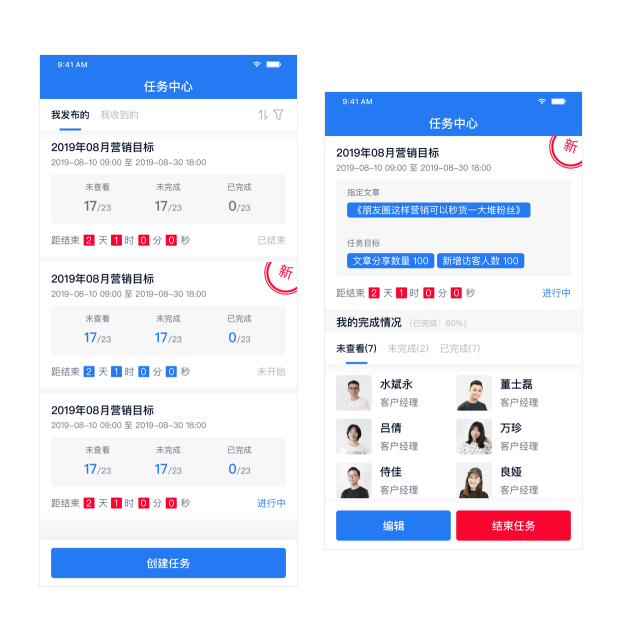 9:41 AM
任务中心
我发布的 我收到的
2019年08月营销目标
2019-08-10 09:00 至 2019-08-30 18:00
未查看 未完成 已完成
17/23 17/23 0/23
距结束 2 天 1 时 0 分 0 秒 已结束
新
2019年08月营销目标
2019-08-10 09:00 至 2019-08-30 18:00
未查看 未完成 已完成
17/23 17/23 0/23
距结束 2 天 1 时 0 分 0 秒 未开始
2019年08月营销目标
2019-08-10 09:00 至 2019-08-30 18:00
未查看 未完成 已完成
17/23 17/23 0/23
距结束 2 天 1 时 0 分 0 秒 进行中
创建任务
9:41 AM
任务中心
新
2019年08月营销目标
2019-08-10 09:00 至 2019-08-30 18:00
指定文章
《朋友圈这样营销可以秒货一大堆粉丝》
任务目标
文章分享数量 100 新增访客人数 100
距结束 2 天 1 时 0 分 0 秒 进行中
我的完成情况 (已完成: 80%)
未查看(7) 未完成(2) 已完成(7)
水斌永 董士磊
客户经理 客户经理
吕倩 万珍
客户经理 客户经理
侍佳 良娅
客户经理 客户经理
编辑 结束任务